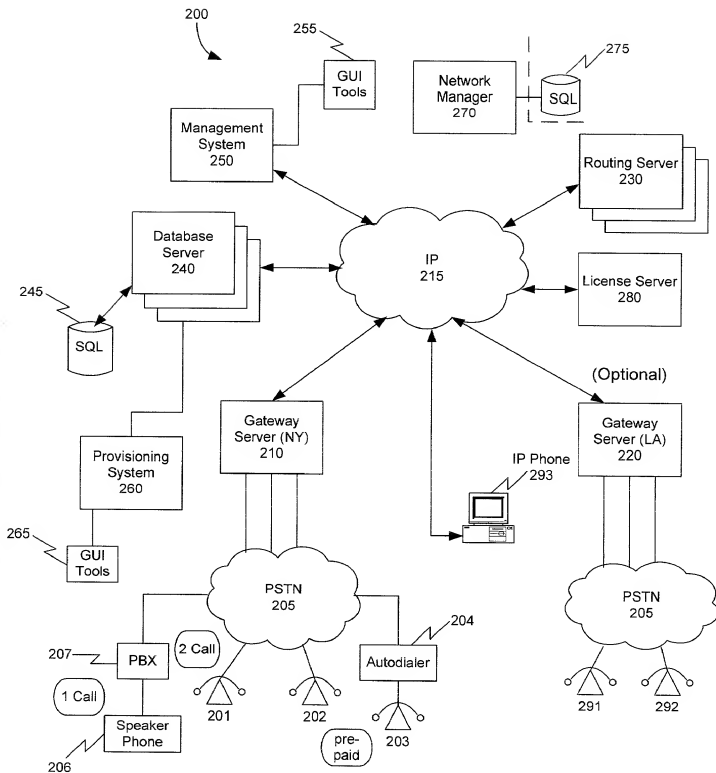 200
255
GUI
Tools
275
SQL
Network
Manager
270
Management
System
250
Routing Server
230
Database
Server
240
IP
215
License Server
280
245
SQL
(Optional)
Gateway
Server (NY)
210
Gateway
Server (LA)
220
Provisioning
System
260
IP Phone
293
265
GUI
Tools
PSTN
205
PSTN
205
204
207
PBX
2 Call
Autodialer
1 Call
201
202
203
291
292
Speaker
Phone
206
pre-
paid